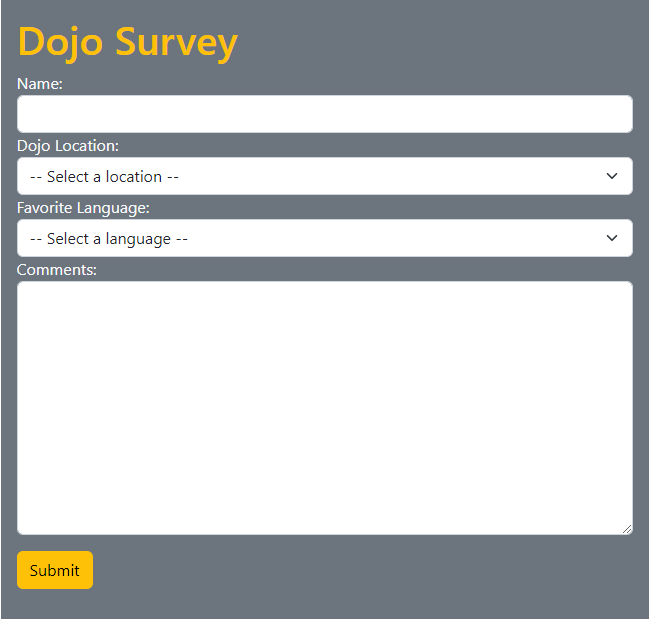 Dojo Survey
Name:
Dojo Location:
-- Select a location --
Favorite Language:
-- Select a language --
Comments:
Submit